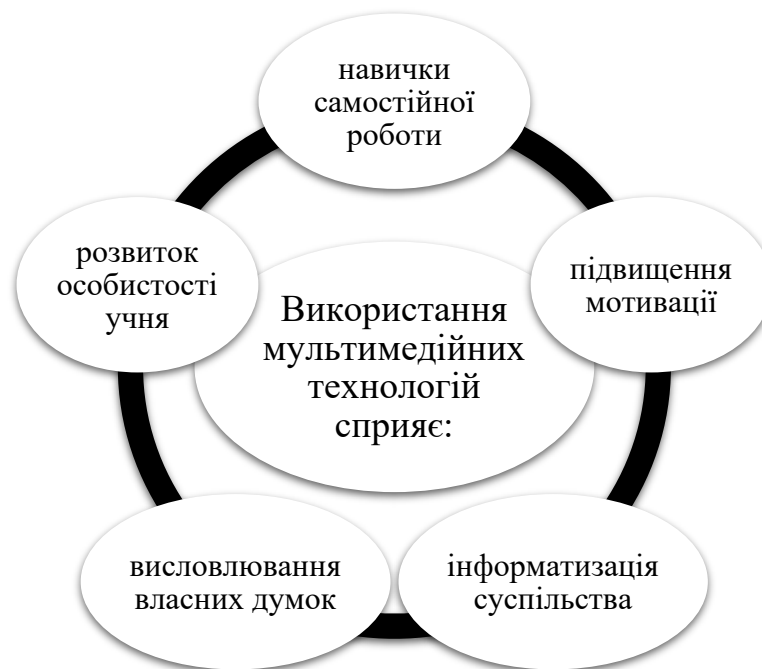 навички
самостійної
роботи
підвищення
мотивації
інформатизація
суспільства
висловлювання
власних думок
розвиток
особистості
учня
Використання
мультимедійних
технологій
сприяє: